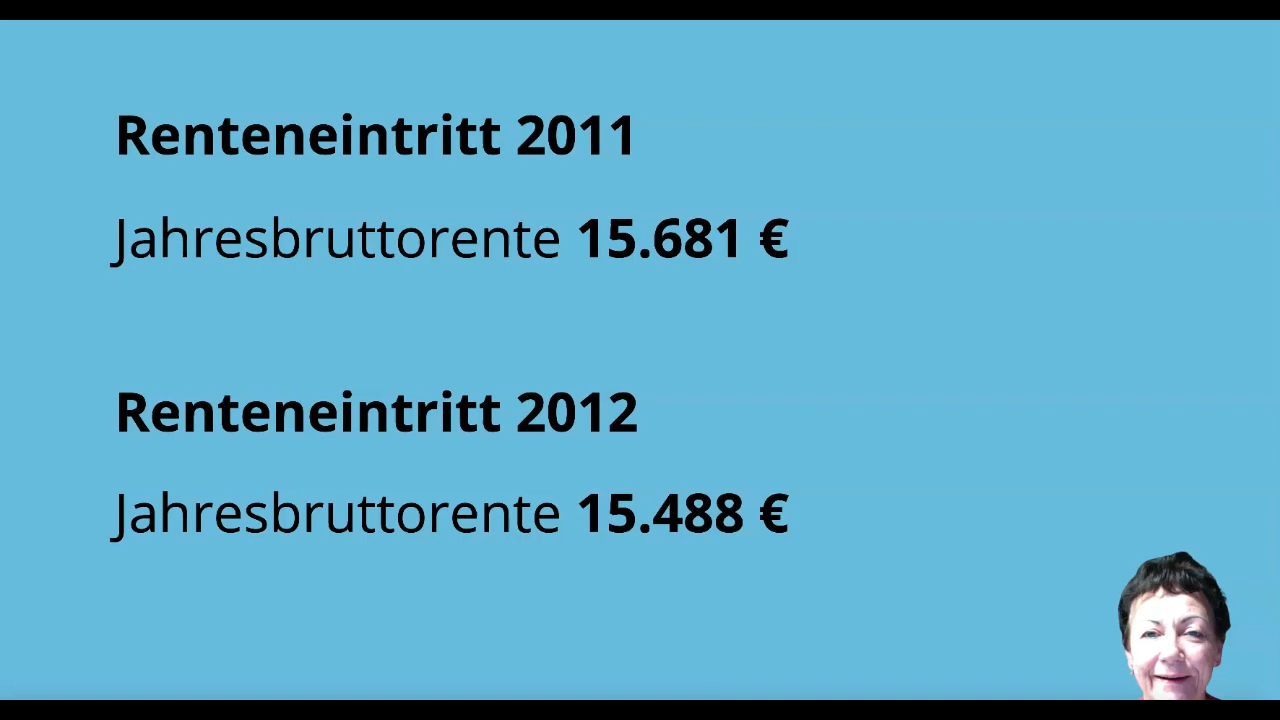 Renteneintritt 2011
Jahresbruttorente 15.681 €
Renteneintritt 2012
Jahresbruttorente 15.488 €